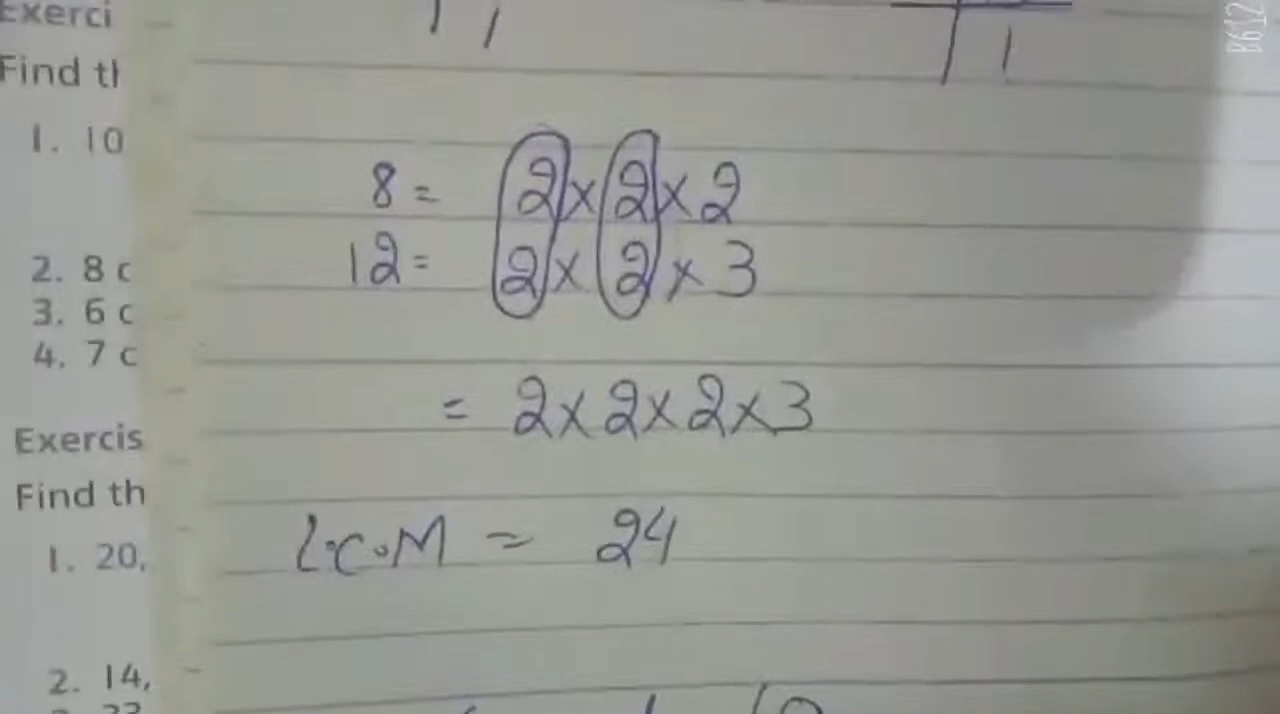 Exerci
Find th
1. 10
8 = 2 × 2 × 2
12 = 2 × 2 × 3
2. 8 c
3. 6 c
4. 7 c
= 2 × 2 × 2 × 3
Exercis
Find th
L.C.M = 24
1. 20,
2. 14,
B612